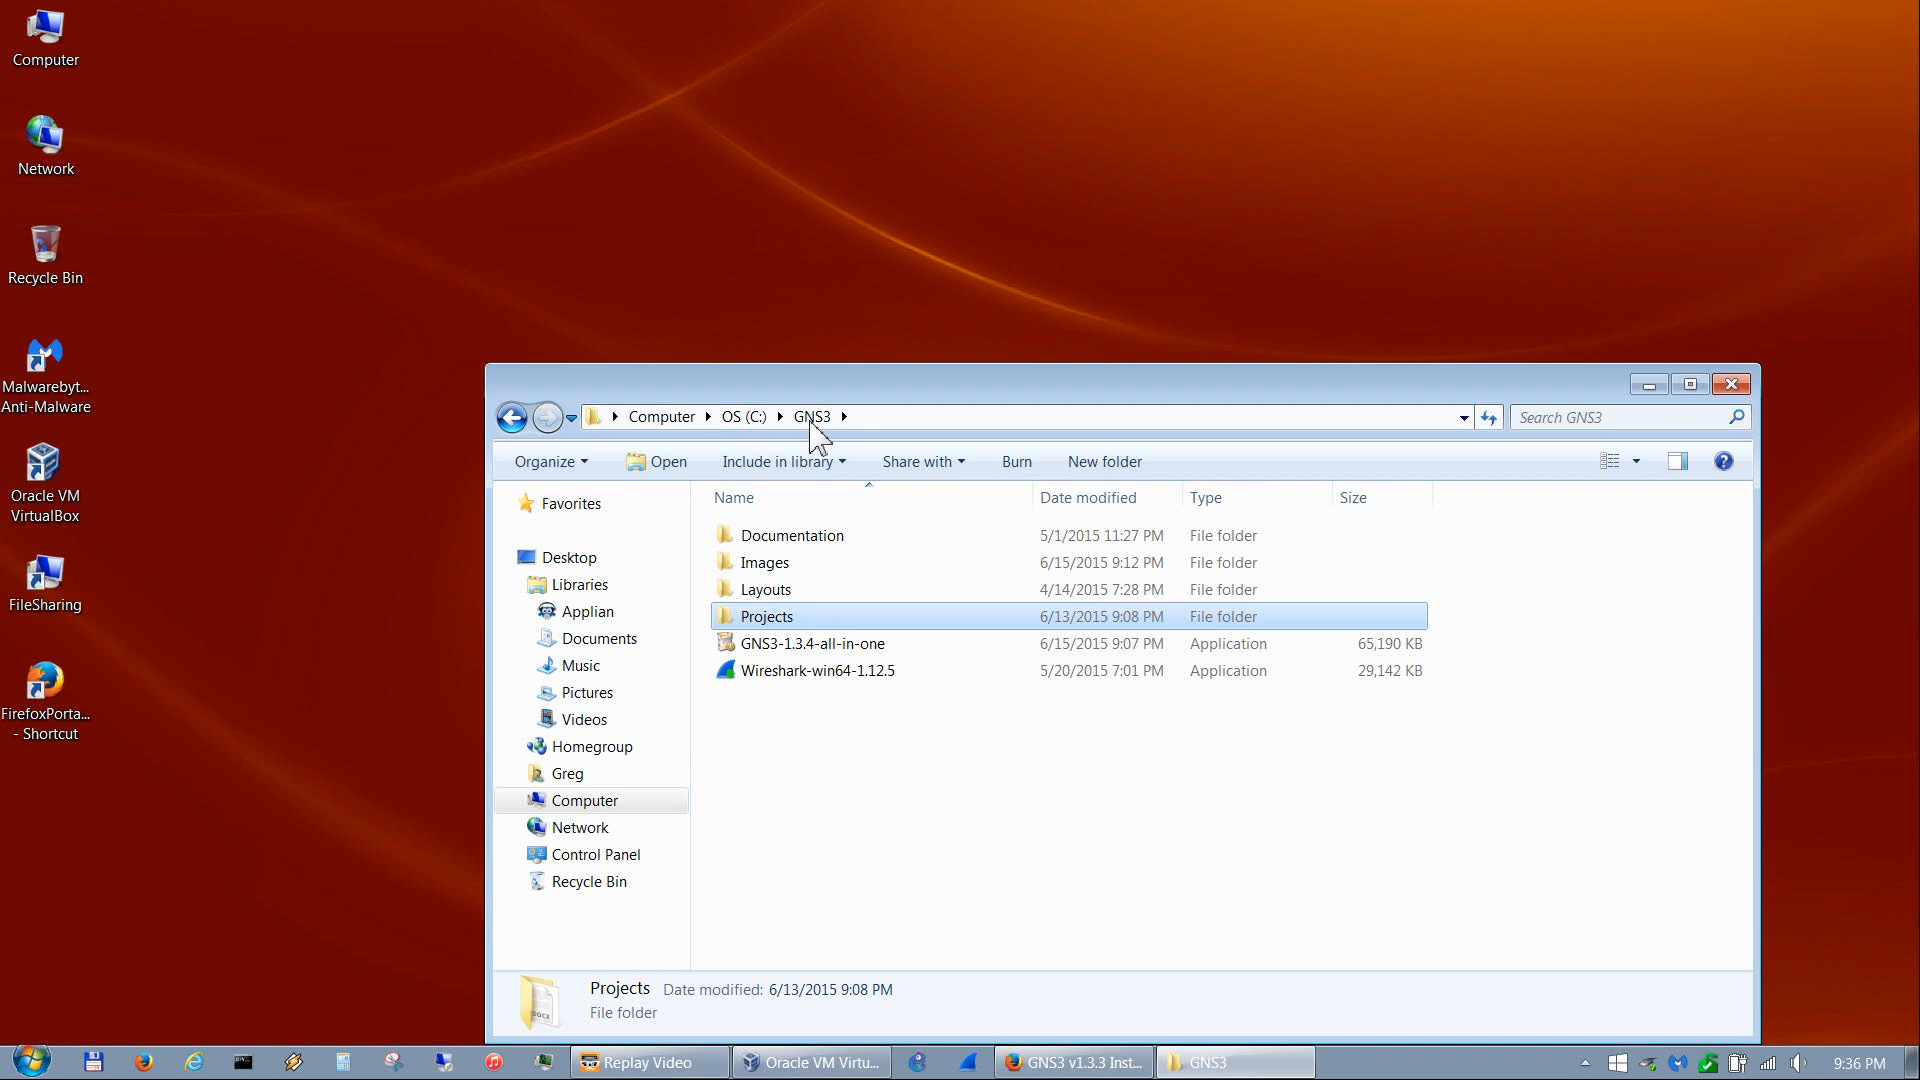 Computer
Network
Recycle Bin
Malwarebyt...
Anti-Malware
Oracle VM
VirtualBox
FileSharing
FirefoxPorta...
- Shortcut
Computer OS (C:) GNS3
Search GNS3
Organize Open Include in library Share with Burn New folder
Name Date modified Type Size
Documentation 5/1/2015 11:27 PM File folder
Images 6/15/2015 9:12 PM File folder
Layouts 4/14/2015 7:28 PM File folder
Projects 6/13/2015 9:08 PM File folder
GNS3-1.3.4-all-in-one 6/15/2015 9:07 PM Application 65,190 KB
Wireshark-win64-1.12.5 5/20/2015 7:01 PM Application 29,142 KB
Favorites
Desktop
Libraries
Applian
Documents
Music
Pictures
Videos
Homegroup
Greg
Computer
Network
Control Panel
Recycle Bin
Projects Date modified: 6/13/2015 9:08 PM
File folder
DOCX
Replay Video Oracle VM Virtu... GNS3 v1.3.3 Inst... GNS3 9:36 PM